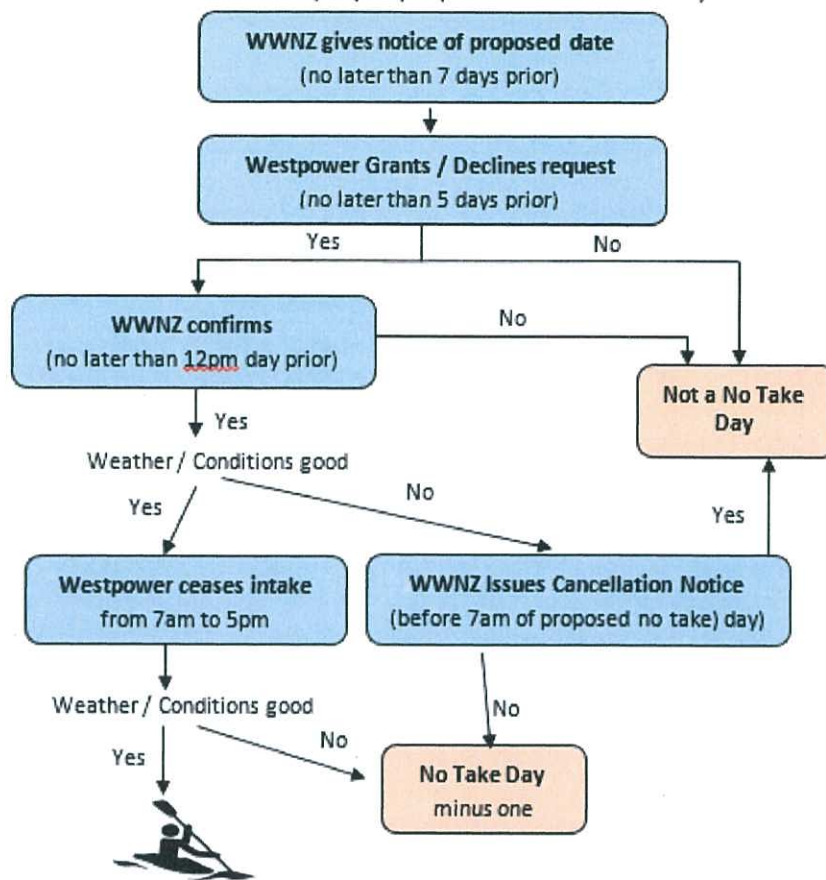 WWNZ gives notice of proposed date
(no later than 7 days prior)
Westpower Grants / Declines request
(no later than 5 days prior)
Yes
No
WWNZ confirms
(no later than 12pm day prior)
No
Not a No Take
Day
Yes
Weather / Conditions good
No
Yes
Yes
Westpower ceases intake
from 7am to 5pm
WWNZ Issues Cancellation Notice
(before 7am of proposed no take) day)
Weather / Conditions good
No
No
Yes
No Take Day
minus one